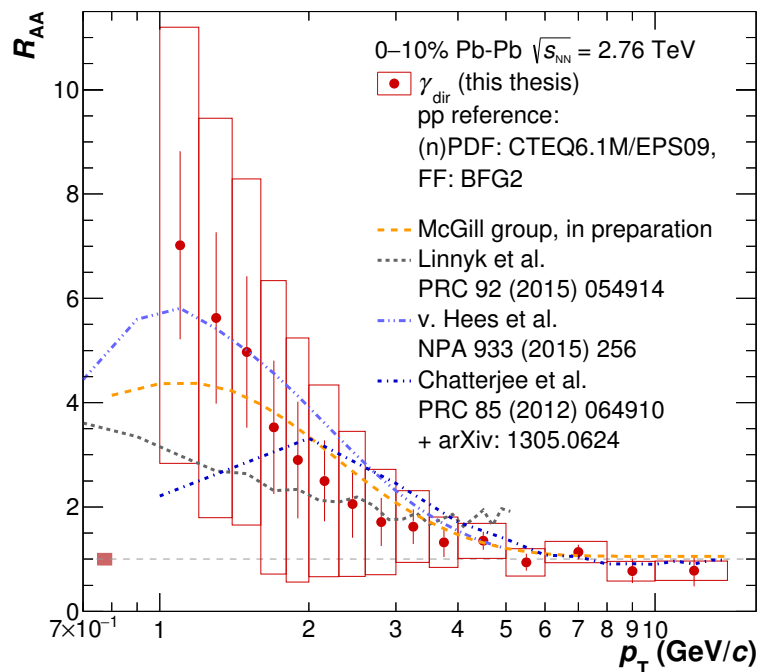 R_AA
0–10% Pb-Pb √s_NN = 2.76 TeV
γ_dir (this thesis)
pp reference:
(n)PDF: CTEQ6.1M/EPS09,
FF: BFG2
McGill group, in preparation
Linnyk et al.
PRC 92 (2015) 054914
v. Hees et al.
NPA 933 (2015) 256
Chatterjee et al.
PRC 85 (2012) 064910
+ arXiv: 1305.0624
10
8
6
4
2
0
7×10⁻¹ 1 2 3 4 5 6 7 8 9 10
p_T (GeV/c)